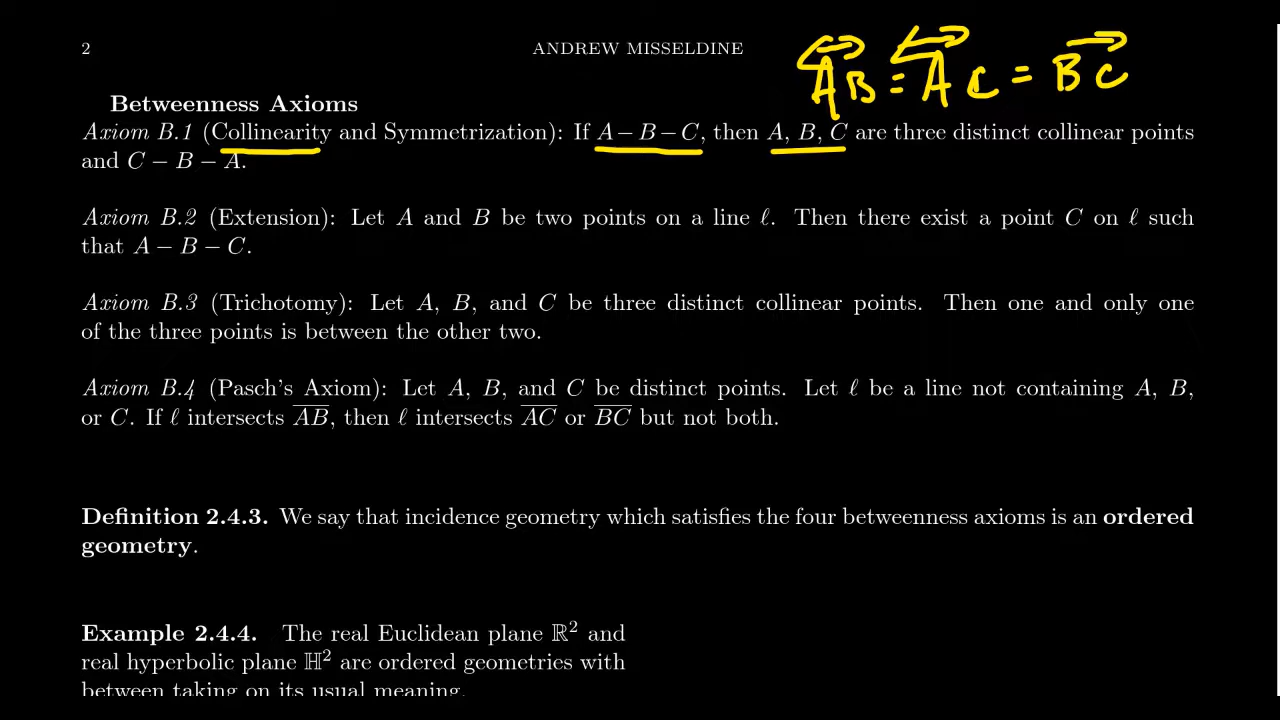 2 ANDREW MISSELDINE
A͡B = A͡C = B͡C
Betweenness Axioms
Axiom B.1 (Collinearity and Symmetrization): If A − B − C, then A, B, C are three distinct collinear points
and C − B − A.
Axiom B.2 (Extension): Let A and B be two points on a line ℓ. Then there exist a point C on ℓ such
that A − B − C.
Axiom B.3 (Trichotomy): Let A, B, and C be three distinct collinear points. Then one and only one
of the three points is between the other two.
Axiom B.4 (Pasch's Axiom): Let A, B, and C be distinct points. Let ℓ be a line not containing A, B,
or C. If ℓ intersects A̅B̅, then ℓ intersects A̅C̅ or B̅C̅ but not both.
Definition 2.4.3. We say that incidence geometry which satisfies the four betweenness axioms is an ordered
geometry.
Example 2.4.4. The real Euclidean plane ℝ² and
real hyperbolic plane ℍ² are ordered geometries with
between taking on its usual meaning.